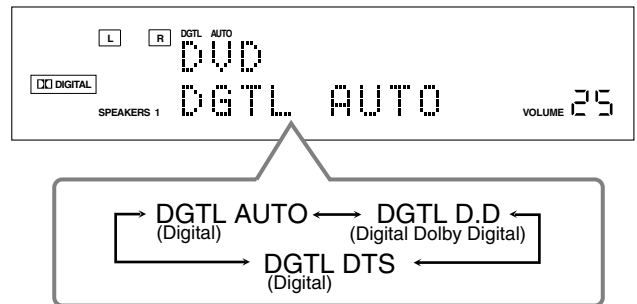 L R DGTL AUTO
DVD
DIGITAL
SPEAKERS 1 DGTL AUTO VOLUME 25
DGTL AUTO DGTL D.D
(Digital) (Digital Dolby Digital)
DGTL DTS
(Digital)